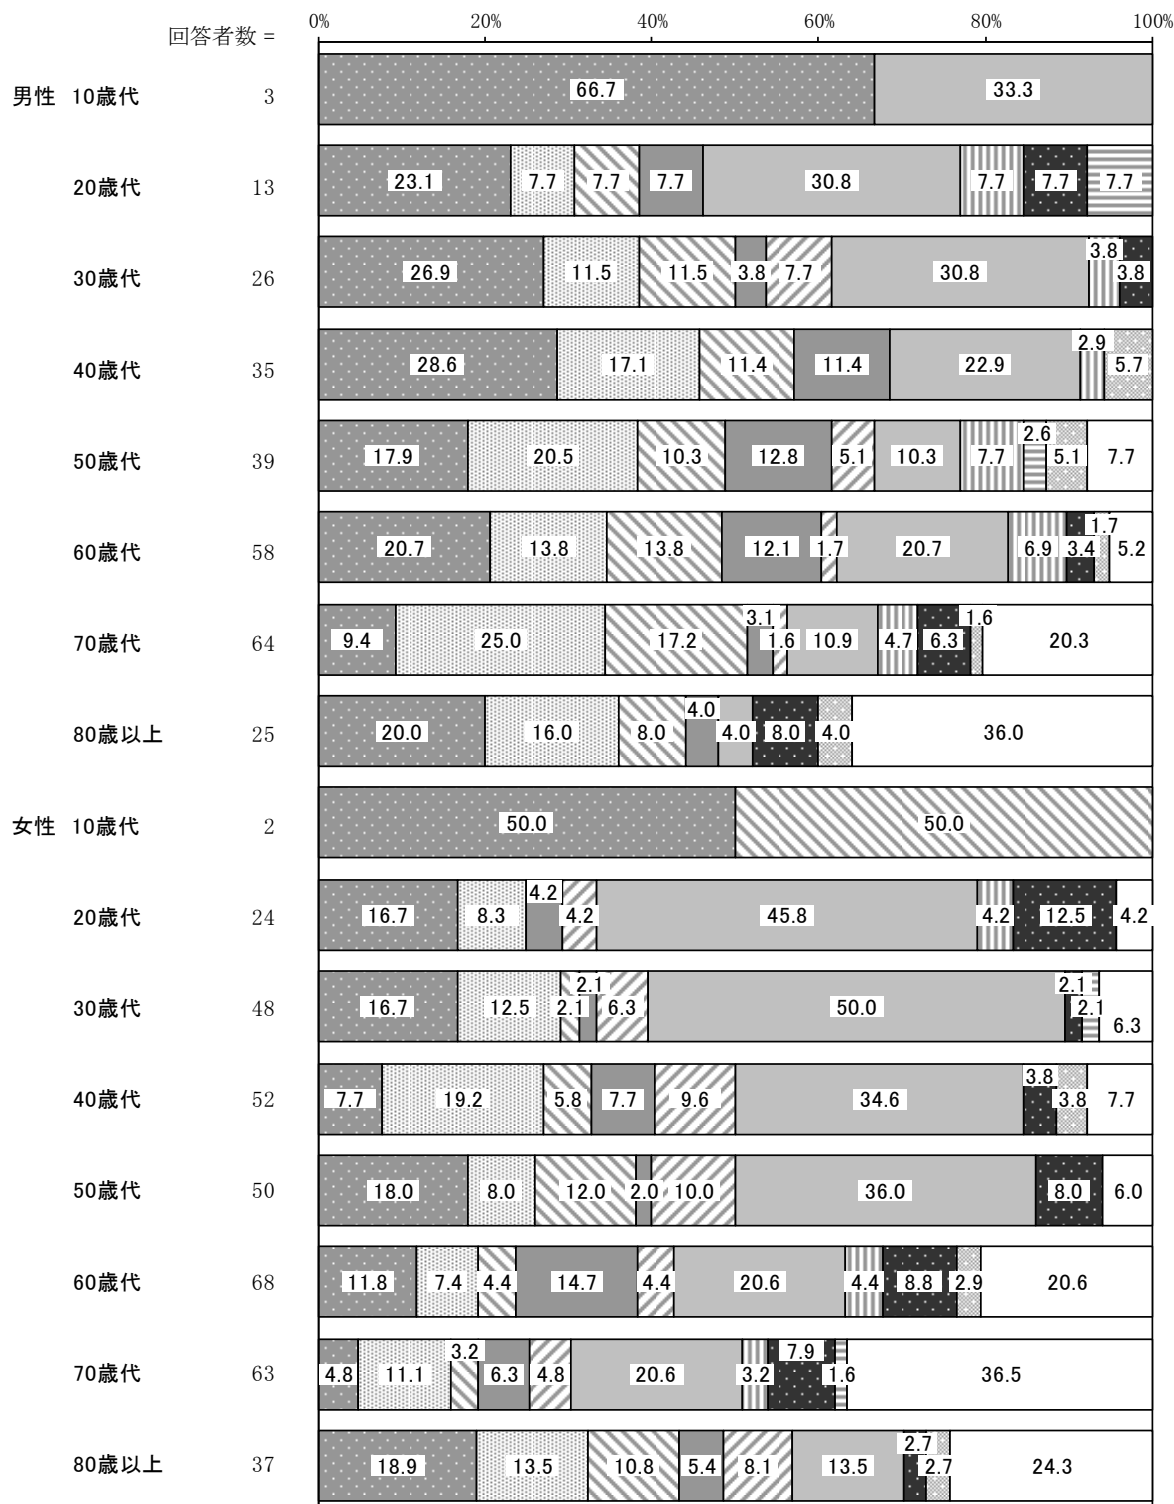 0% 20% 40% 60% 80% 100%
回答者数 =
男性 10歳代 3 66.7 33.3
20歳代 13 23.1 7.7 7.7 7.7 30.8 7.7 7.7 7.7
30歳代 26 26.9 11.5 11.5 3.8 7.7 30.8 3.8 3.8
40歳代 35 28.6 17.1 11.4 11.4 22.9 2.9 5.7
50歳代 39 17.9 20.5 10.3 12.8 5.1 10.3 7.7 2.6 5.1 7.7
60歳代 58 20.7 13.8 13.8 12.1 1.7 20.7 6.9 3.4 1.7 5.2
70歳代 64 9.4 25.0 17.2 3.1 1.6 10.9 4.7 6.3 1.6 20.3
80歳以上 25 20.0 16.0 8.0 4.0 4.0 8.0 4.0 36.0
女性 10歳代 2 50.0 50.0
20歳代 24 16.7 8.3 4.2 4.2 45.8 4.2 12.5 4.2
30歳代 48 16.7 12.5 2.1 2.1 6.3 50.0 2.1 2.1 6.3
40歳代 52 7.7 19.2 5.8 7.7 9.6 34.6 3.8 3.8 7.7
50歳代 50 18.0 8.0 12.0 2.0 10.0 36.0 8.0 6.0
60歳代 68 11.8 7.4 4.4 14.7 4.4 20.6 4.4 8.8 2.9 20.6
70歳代 63 4.8 11.1 3.2 6.3 4.8 20.6 3.2 7.9 1.6 36.5
80歳以上 37 18.9 13.5 10.8 5.4 8.1 13.5 2.7 2.7 24.3